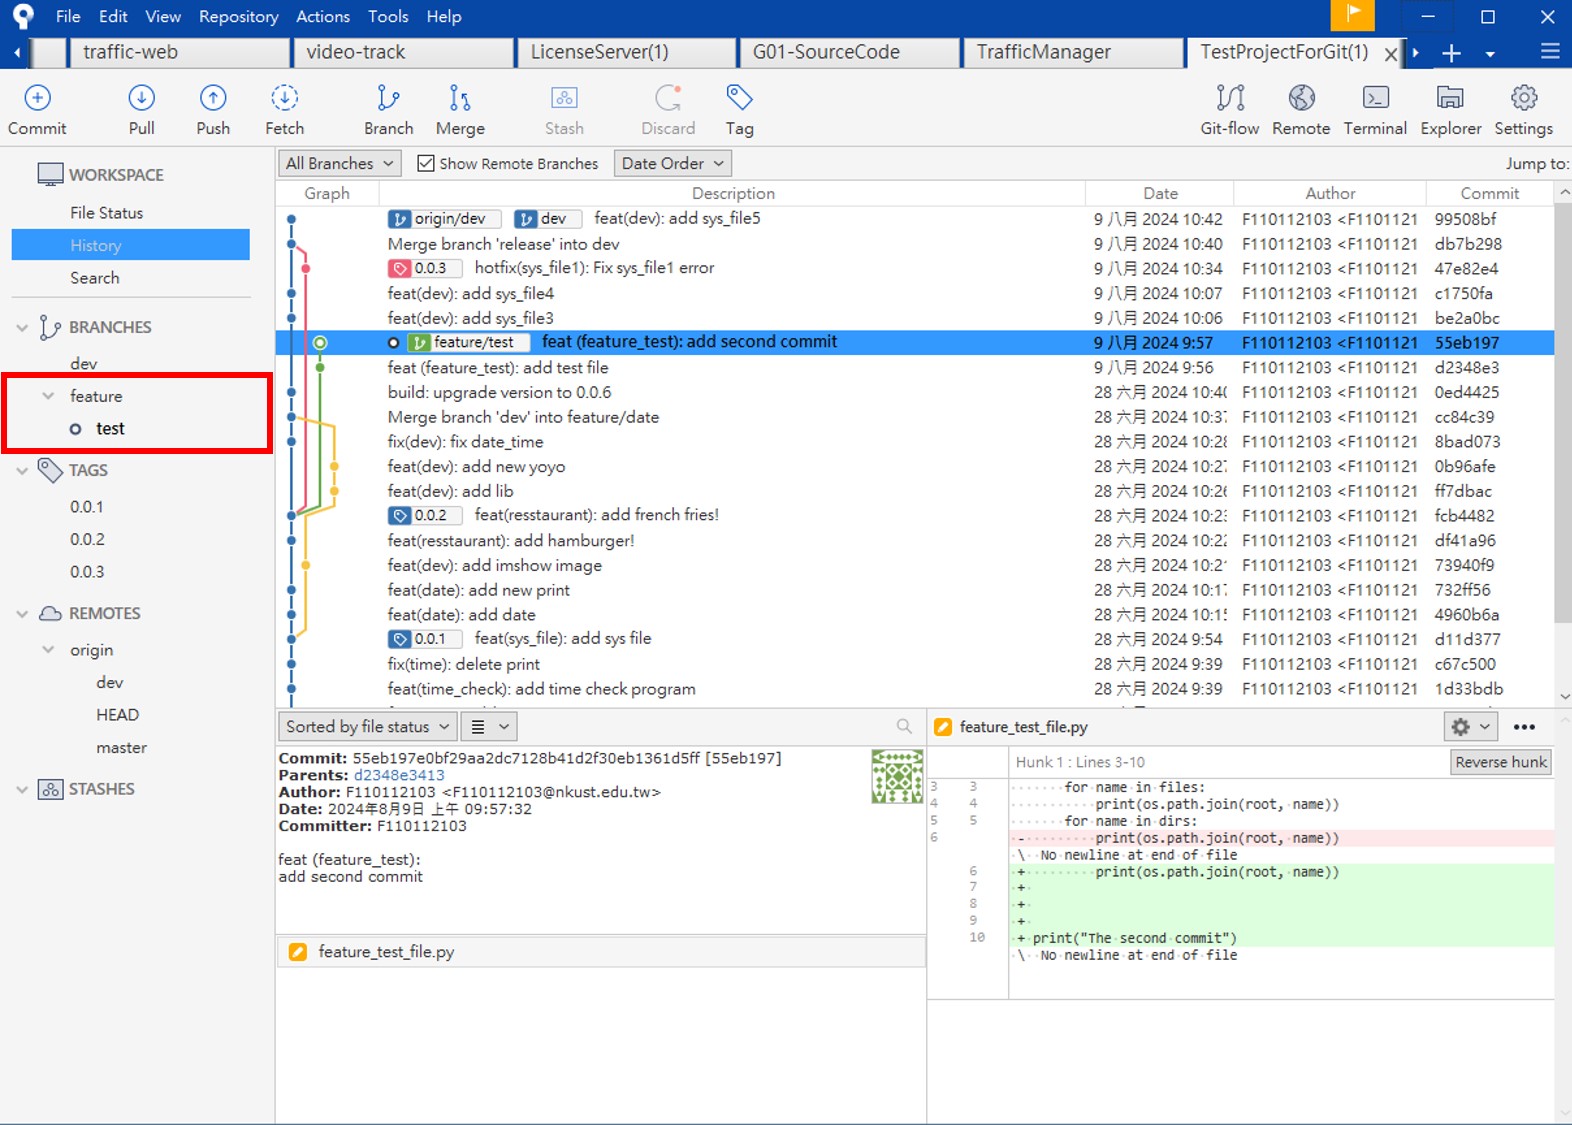 File Edit View Repository Actions Tools Help
traffic-web video-track LicenseServer(1) G01-SourceCode TrafficManager TestProjectForGit(1)
Commit Pull Push Fetch Branch Merge Stash Discard Tag Git-flow Remote Terminal Explorer Settings
WORKSPACE
File Status
History
Search
BRANCHES
dev
feature
test
TAGS
0.0.1
0.0.2
0.0.3
REMOTES
origin
dev
HEAD
master
STASHES
All Branches Show Remote Branches Date Order Jump to:
Graph Description Date Author Commit
origin/dev dev feat(dev): add sys_file5 9 八月 2024 10:42 F110112103 <F1101121 99508bf
Merge branch 'release' into dev 9 八月 2024 10:40 F110112103 <F1101121 db7b298
0.0.3 hotfix(sys_file1): Fix sys_file1 error 9 八月 2024 10:34 F110112103 <F1101121 47e82e4
feat(dev): add sys_file4 9 八月 2024 10:07 F110112103 <F1101121 c1750fa
feat(dev): add sys_file3 9 八月 2024 10:06 F110112103 <F1101121 be2a0bc
feature/test feat (feature_test): add second commit 9 八月 2024 9:57 F110112103 <F1101121 55eb197
feat (feature_test): add test file 9 八月 2024 9:56 F110112103 <F1101121 d2348e3
build: upgrade version to 0.0.6 28 六月 2024 10:40 F110112103 <F1101121 0ed4425
Merge branch 'dev' into feature/date 28 六月 2024 10:37 F110112103 <F1101121 cc84c39
fix(dev): fix date_time 28 六月 2024 10:28 F110112103 <F1101121 8bad073
feat(dev): add new yoyo 28 六月 2024 10:27 F110112103 <F1101121 0b96afe
feat(dev): add lib 28 六月 2024 10:26 F110112103 <F1101121 ff7dbac
0.0.2 feat(resstaurant): add french fries! 28 六月 2024 10:23 F110112103 <F1101121 fcb4482
feat(resstaurant): add hamburger! 28 六月 2024 10:22 F110112103 <F1101121 df41a96
feat(dev): add imshow image 28 六月 2024 10:21 F110112103 <F1101121 73940f9
feat(date): add new print 28 六月 2024 10:17 F110112103 <F1101121 732ff56
feat(date): add date 28 六月 2024 10:15 F110112103 <F1101121 4960b6a
0.0.1 feat(sys_file): add sys file 28 六月 2024 9:54 F110112103 <F1101121 d11d377
fix(time): delete print 28 六月 2024 9:39 F110112103 <F1101121 c67c500
feat(time_check): add time check program 28 六月 2024 9:39 F110112103 <F1101121 1d33bdb
Sorted by file status
Commit: 55eb197e0bf29aa2dc7128b41d2f30eb1361d5ff [55eb197]
Parents: d2348e3413
Author: F110112103 <F110112103@nkust.edu.tw>
Date: 2024年8月9日 上午 09:57:32
Committer: F110112103
feat (feature_test):
add second commit
feature_test_file.py
feature_test_file.py
Hunk 1 : Lines 3-10 Reverse hunk
3 3 for name in files:
4 4 print(os.path.join(root, name))
5 5 for name in dirs:
6 - print(os.path.join(root, name))
\ No newline at end of file
6 + print(os.path.join(root, name))
7 +
8 +
9 +
10 + print("The second commit")
\ No newline at end of file